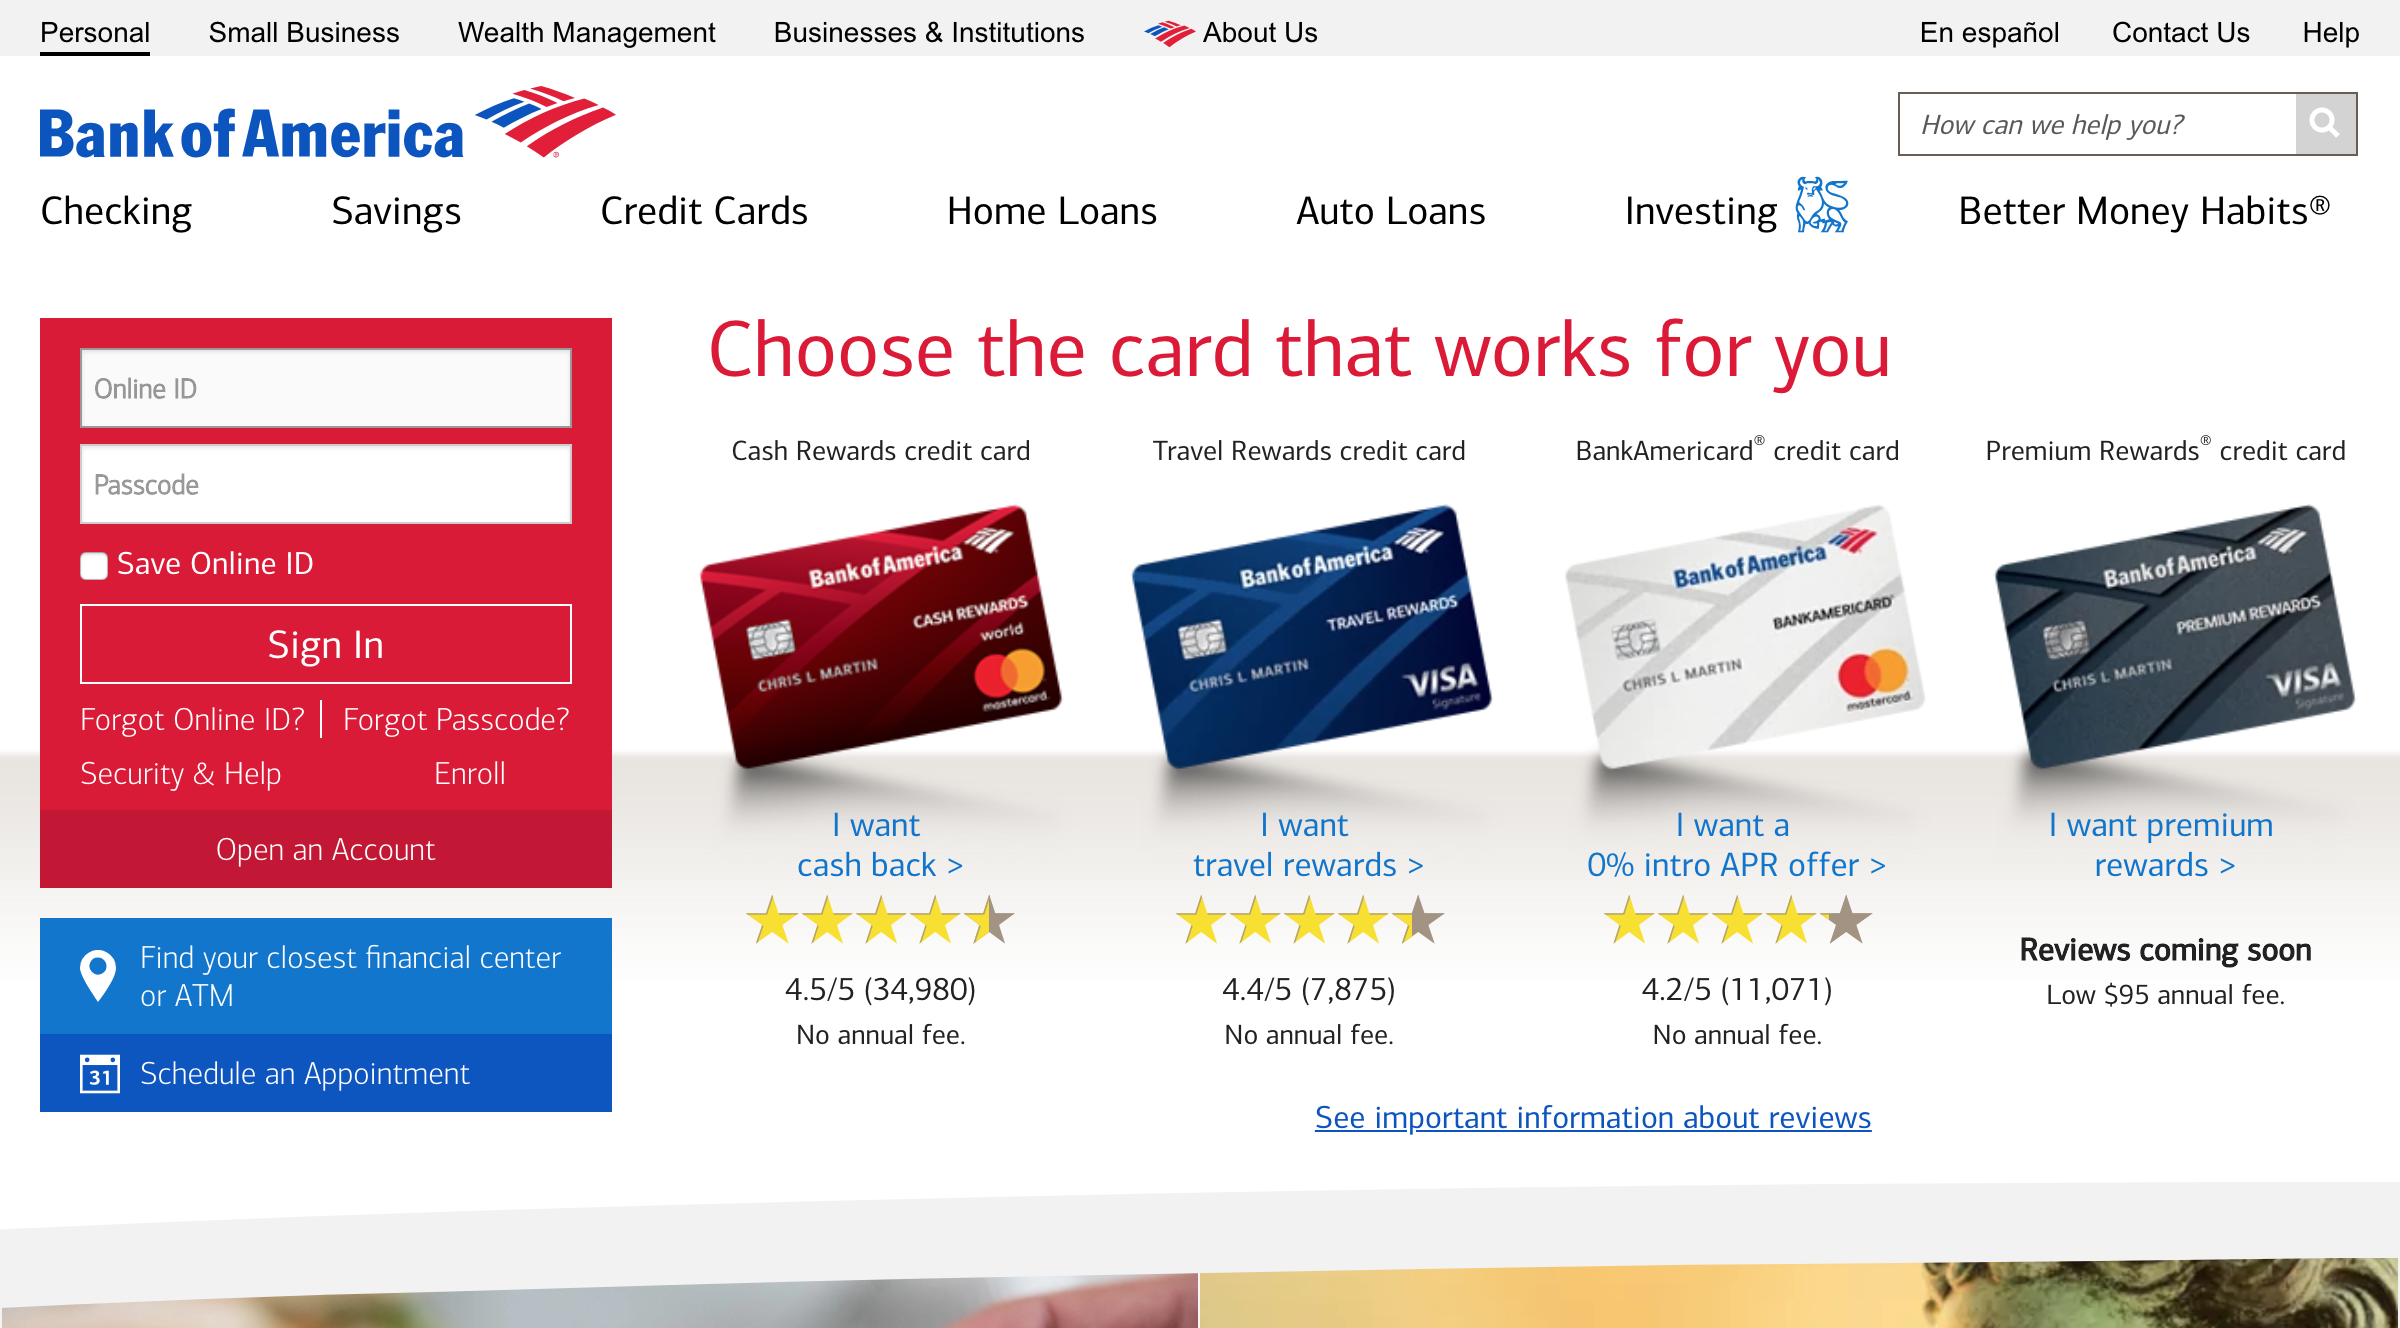 Personal
Small Business
Wealth Management
Businesses & Institutions
About Us
En español
Contact Us
Help
Bank of America
How can we help you?
Checking
Savings
Credit Cards
Home Loans
Auto Loans
Investing
Better Money Habits®
Online ID
Passcode
Save Online ID
Sign In
Forgot Online ID?
Forgot Passcode?
Security & Help
Enroll
Open an Account
Find your closest financial center
or ATM
31
Schedule an Appointment
Choose the card that works for you
Cash Rewards credit card
Bank of America
CASH REWARDS
world
CHRIS L MARTIN
mastercard
I want
cash back >
4.5/5 (34,980)
No annual fee.
Travel Rewards credit card
Bank of America
TRAVEL REWARDS
CHRIS L MARTIN
VISA
Signature
I want
travel rewards >
4.4/5 (7,875)
No annual fee.
BankAmericard® credit card
Bank of America
BANKAMERICARD®
CHRIS L MARTIN
mastercard
I want a
0% intro APR offer >
4.2/5 (11,071)
No annual fee.
Premium Rewards® credit card
Bank of America
PREMIUM REWARDS
CHRIS L MARTIN
VISA
Signature
I want premium
rewards >
Reviews coming soon
Low $95 annual fee.
See important information about reviews